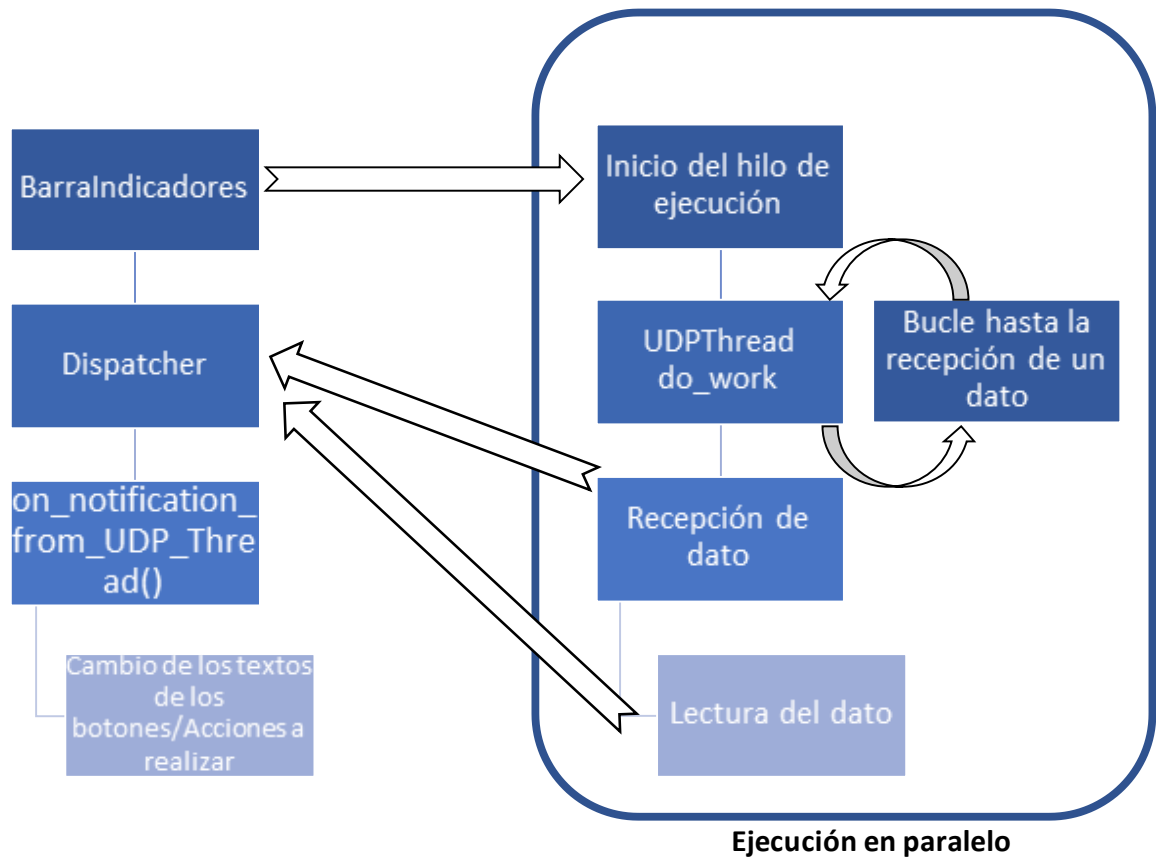 BarraIndicadores
Dispatcher
on_notification_
from_UDP_Thre
ad()
Cambio de los textos
de los
botones/Acciones a
realizar
Inicio del hilo de
ejecución
UDPThread
do_work
Bucle hasta la
recepción de un
dato
Recepción de
dato
Lectura del dato
Ejecución en paralelo